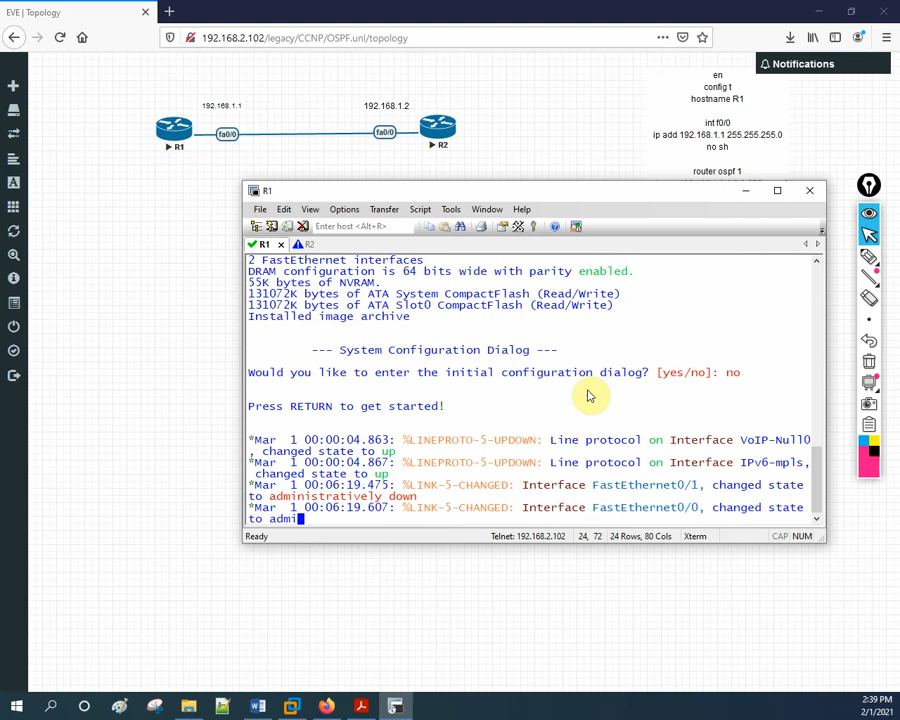 EVE | Topology
192.168.2.102/legacy/CCNP/OSPF.unl/topology
Notifications
192.168.1.1
192.168.1.2
fa0/0
fa0/0
R1
R2
en
config t
hostname R1
int f0/0
ip add 192.168.1.1 255.255.255.0
no sh
router ospf 1
R1
File Edit View Options Transfer Script Tools Window Help
Enter host <Alt+R>
R1
R2
2 FastEthernet interfaces
DRAM configuration is 64 bits wide with parity enabled.
55K bytes of NVRAM.
131072K bytes of ATA System CompactFlash (Read/Write)
131072K bytes of ATA Slot0 CompactFlash (Read/Write)
Installed image archive
--- System Configuration Dialog ---
Would you like to enter the initial configuration dialog? [yes/no]: no
Press RETURN to get started!
*Mar 1 00:00:04.863: %LINEPROTO-5-UPDOWN: Line protocol on Interface VoIP-Null0
, changed state to up
*Mar 1 00:00:04.867: %LINEPROTO-5-UPDOWN: Line protocol on Interface IPv6-mpls,
changed state to up
*Mar 1 00:06:19.475: %LINK-5-CHANGED: Interface FastEthernet0/1, changed state
to administratively down
*Mar 1 00:06:19.607: %LINK-5-CHANGED: Interface FastEthernet0/0, changed state
to admi
Ready
Telnet: 192.168.2.102
24, 72
24 Rows, 80 Cols
Xterm
CAP NUM
2:39 PM
2/1/2021